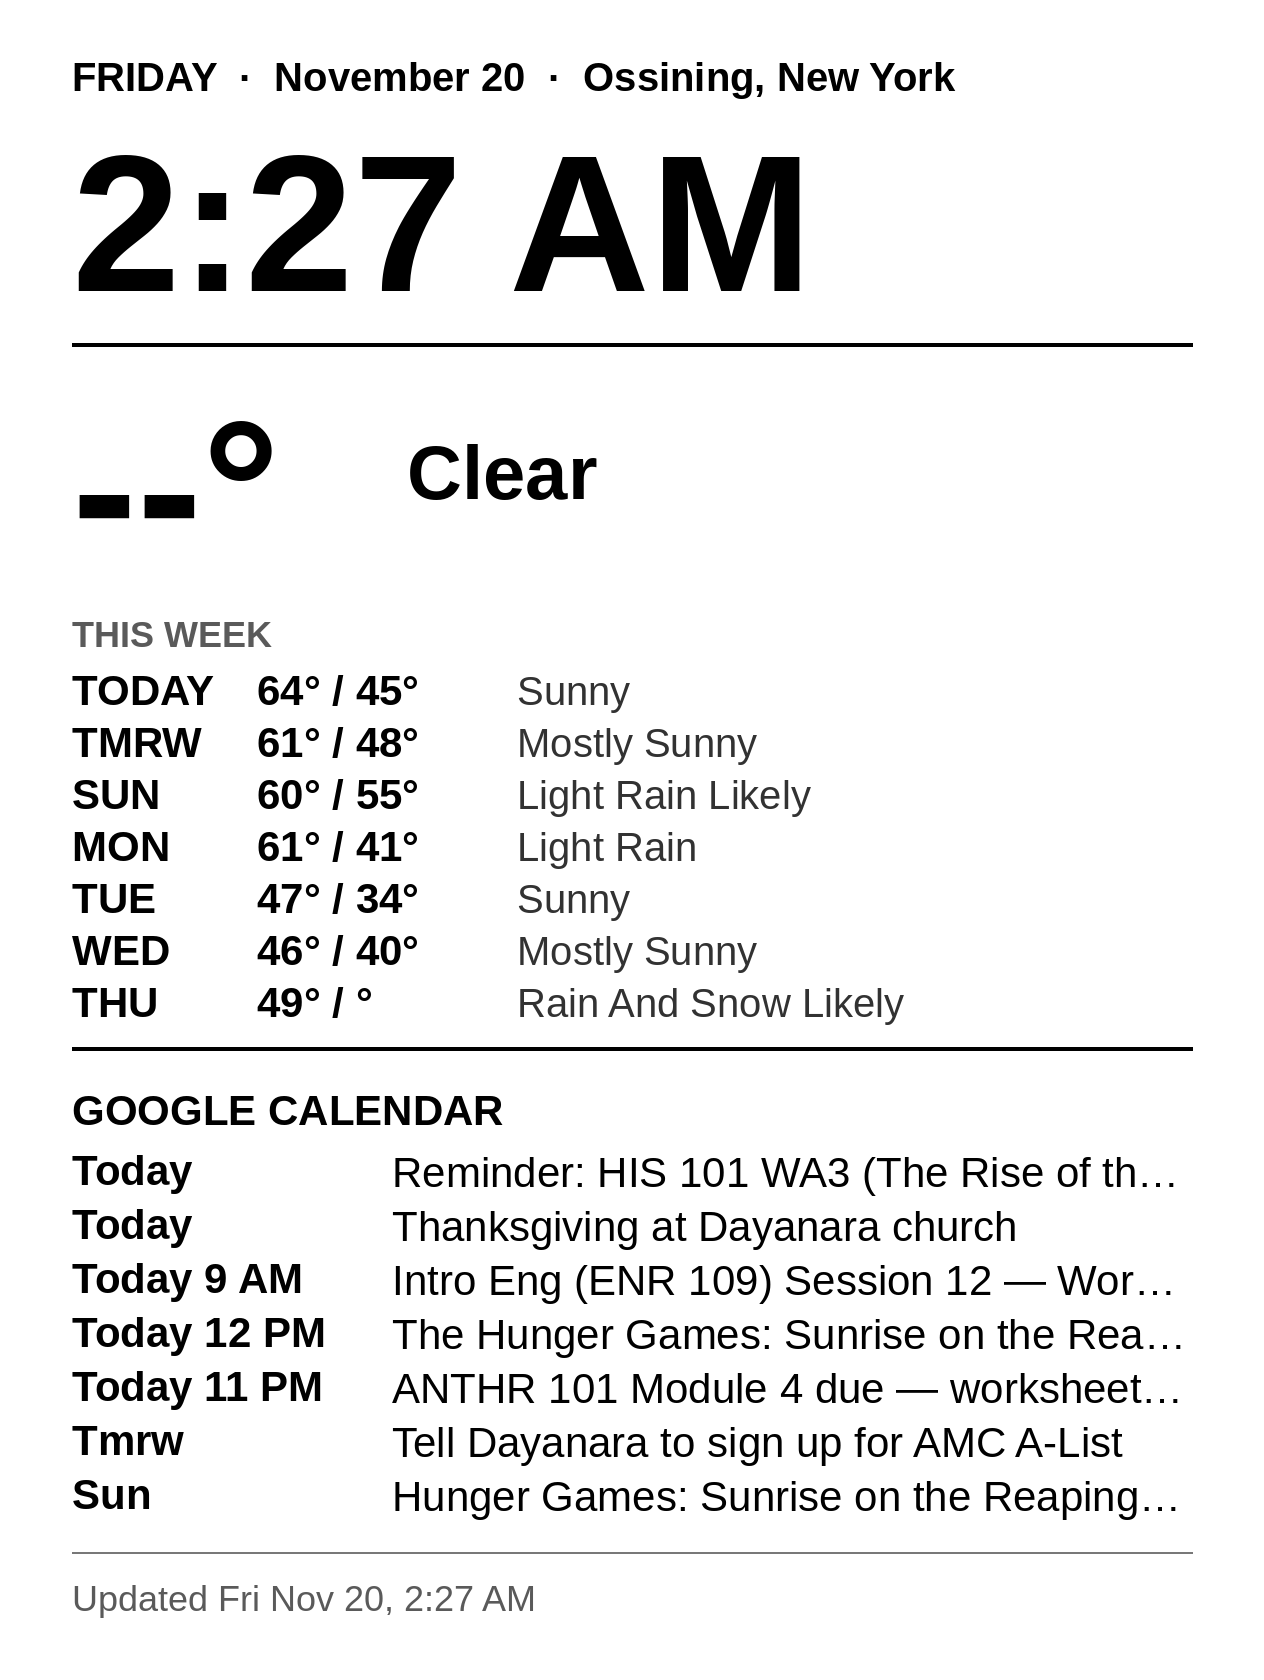 FRIDAY · November 20 · Ossining, New York
2:27 AM
--° Clear
THIS WEEK
TODAY 64° / 45° Sunny
TMRW 61° / 48° Mostly Sunny
SUN 60° / 55° Light Rain Likely
MON 61° / 41° Light Rain
TUE 47° / 34° Sunny
WED 46° / 40° Mostly Sunny
THU 49° / ° Rain And Snow Likely
GOOGLE CALENDAR
Today Reminder: HIS 101 WA3 (The Rise of th…
Today Thanksgiving at Dayanara church
Today 9 AM Intro Eng (ENR 109) Session 12 — Wor…
Today 12 PM The Hunger Games: Sunrise on the Rea…
Today 11 PM ANTHR 101 Module 4 due — worksheet…
Tmrw Tell Dayanara to sign up for AMC A-List
Sun Hunger Games: Sunrise on the Reaping…
Updated Fri Nov 20, 2:27 AM